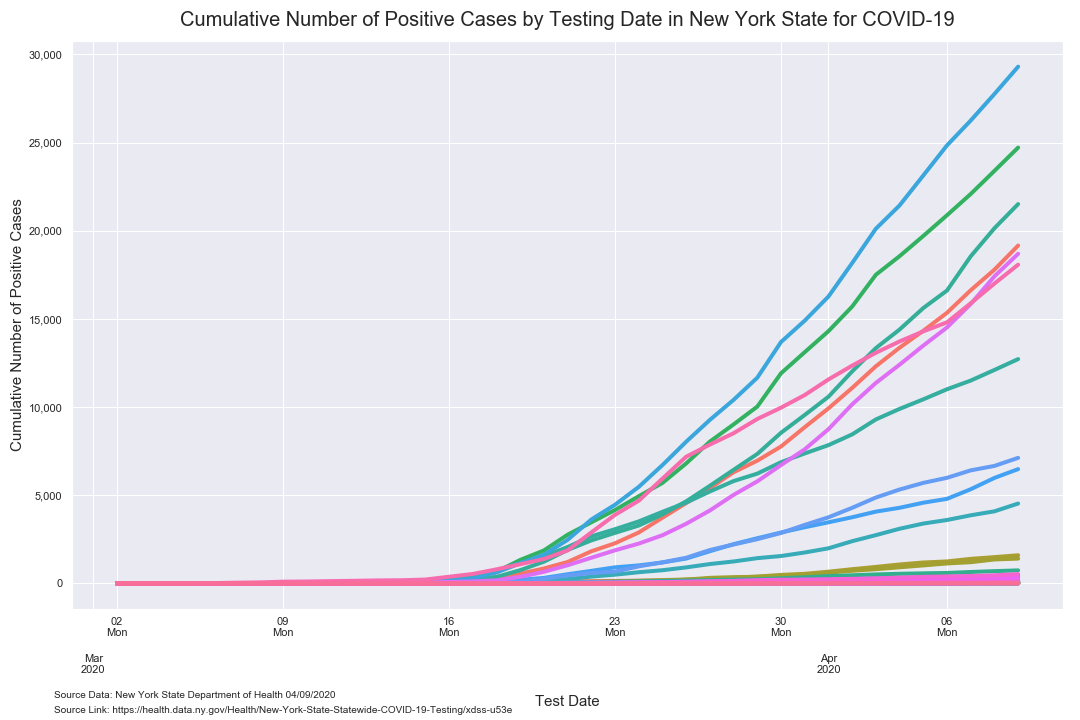 Cumulative Number of Positive Cases by Testing Date in New York State for COVID-19
Cumulative Number of Positive Cases
30,000
25,000
20,000
15,000
10,000
5,000
0
02
Mon
09
Mon
16
Mon
23
Mon
30
Mon
06
Mon
Mar
2020
Apr
2020
Test Date
Source Data: New York State Department of Health 04/09/2020
Source Link: https://health.data.ny.gov/Health/New-York-State-Statewide-COVID-19-Testing/xdss-u53e